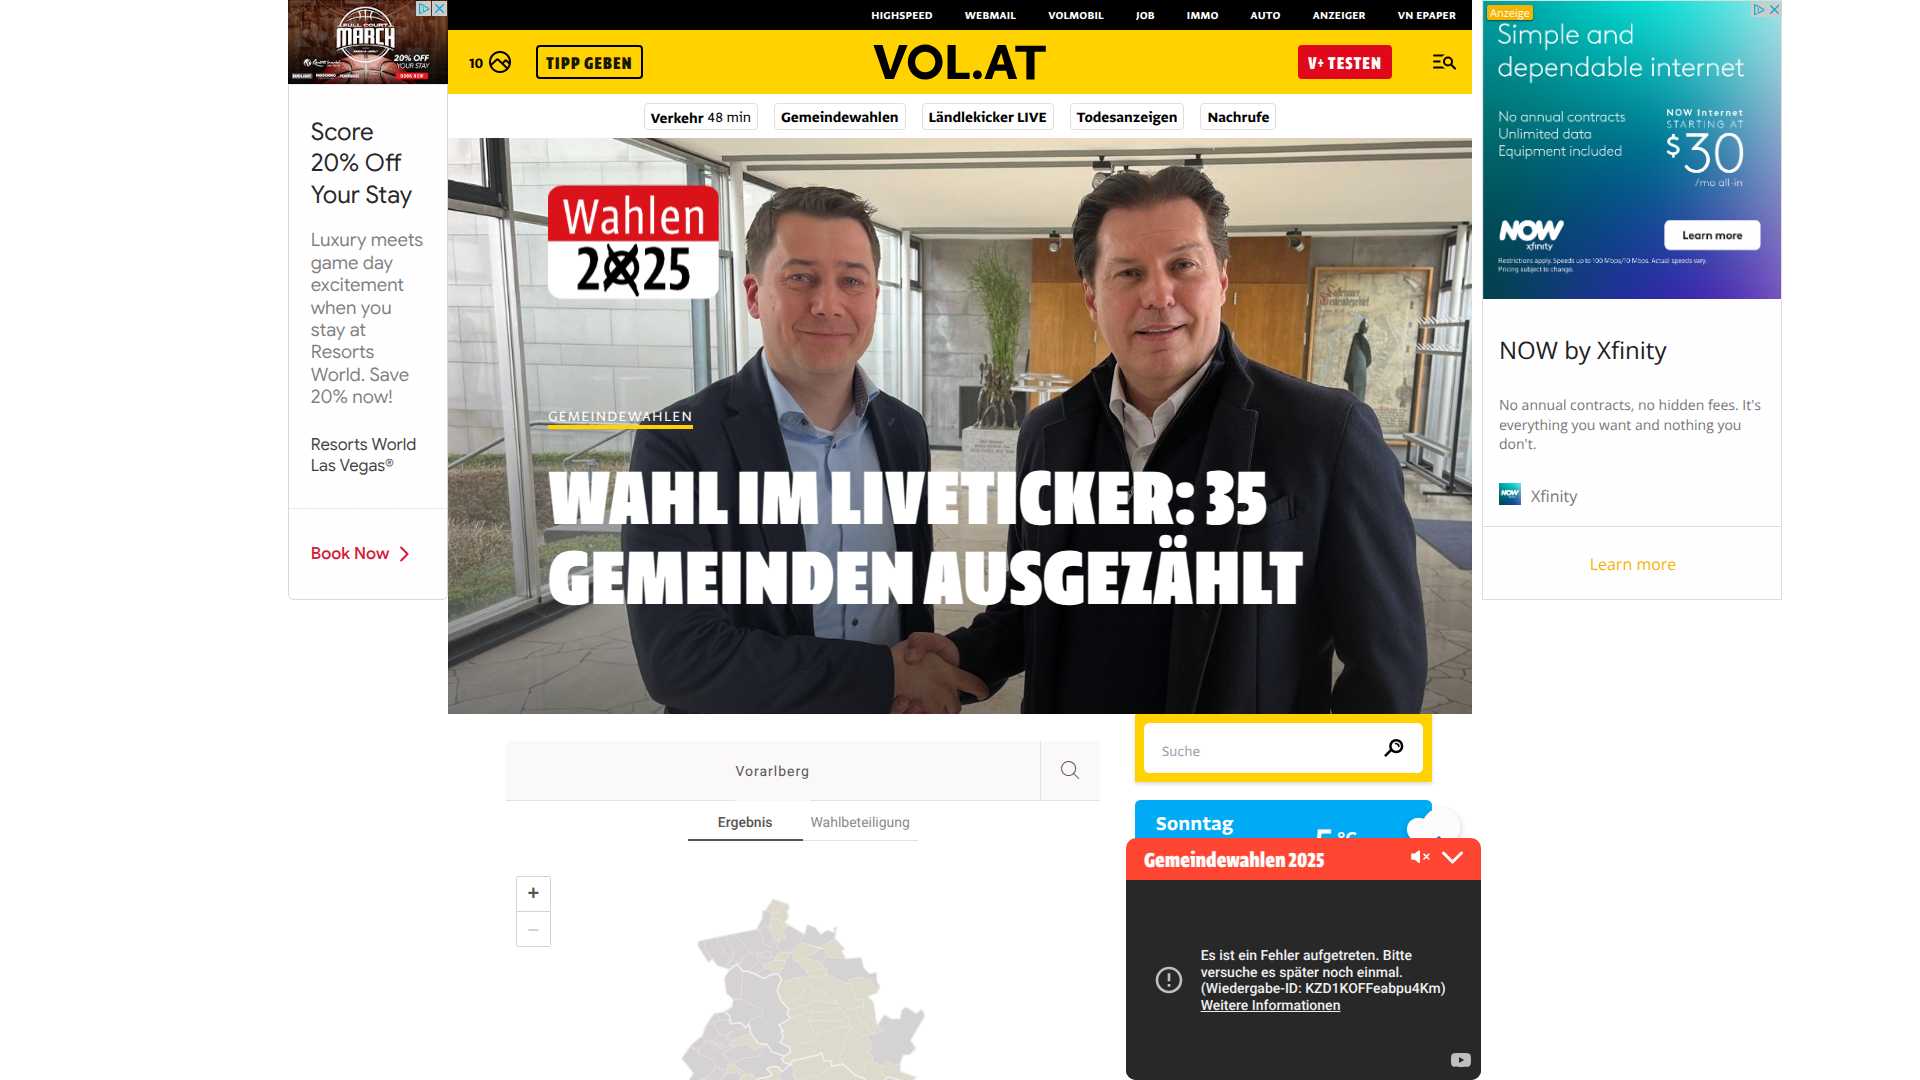 HIGHSPEED WEBMAIL VOLMOBIL JOB IMMO AUTO ANZEIGER VN EPAPER
10 TIPP GEBEN VOL.AT V+ TESTEN
Verkehr 48 min Gemeindewahlen Ländlekicker LIVE Todesanzeigen Nachrufe
FULL COURT
MARCH
20% OFF
YOUR STAY
BOOK NOW
Score
20% Off
Your Stay
Luxury meets
game day
excitement
when you
stay at
Resorts
World. Save
20% now!
Resorts World
Las Vegas®
Book Now
Wahlen
2025
GEMEINDEWAHLEN
WAHL IM LIVETICKER: 35
GEMEINDEN AUSGEZÄHLT
Anzeige
Simple and
dependable internet
No annual contracts
Unlimited data
Equipment included
NOW Internet
STARTING AT
$30
/mo all-in
NOW
xfinity
Learn more
Restrictions apply. Speeds up to 100 Mbps/10 Mbps. Actual speeds vary.
Pricing subject to change.
NOW by Xfinity
No annual contracts, no hidden fees. It's
everything you want and nothing you
don't.
NOW
Xfinity
Learn more
Vorarlberg
Ergebnis Wahlbeteiligung
+
−
Suche
Sonntag
Gemeindewahlen 2025
Es ist ein Fehler aufgetreten. Bitte
versuche es später noch einmal.
(Wiedergabe-ID: KZD1KOFFeabpu4Km)
Weitere Informationen